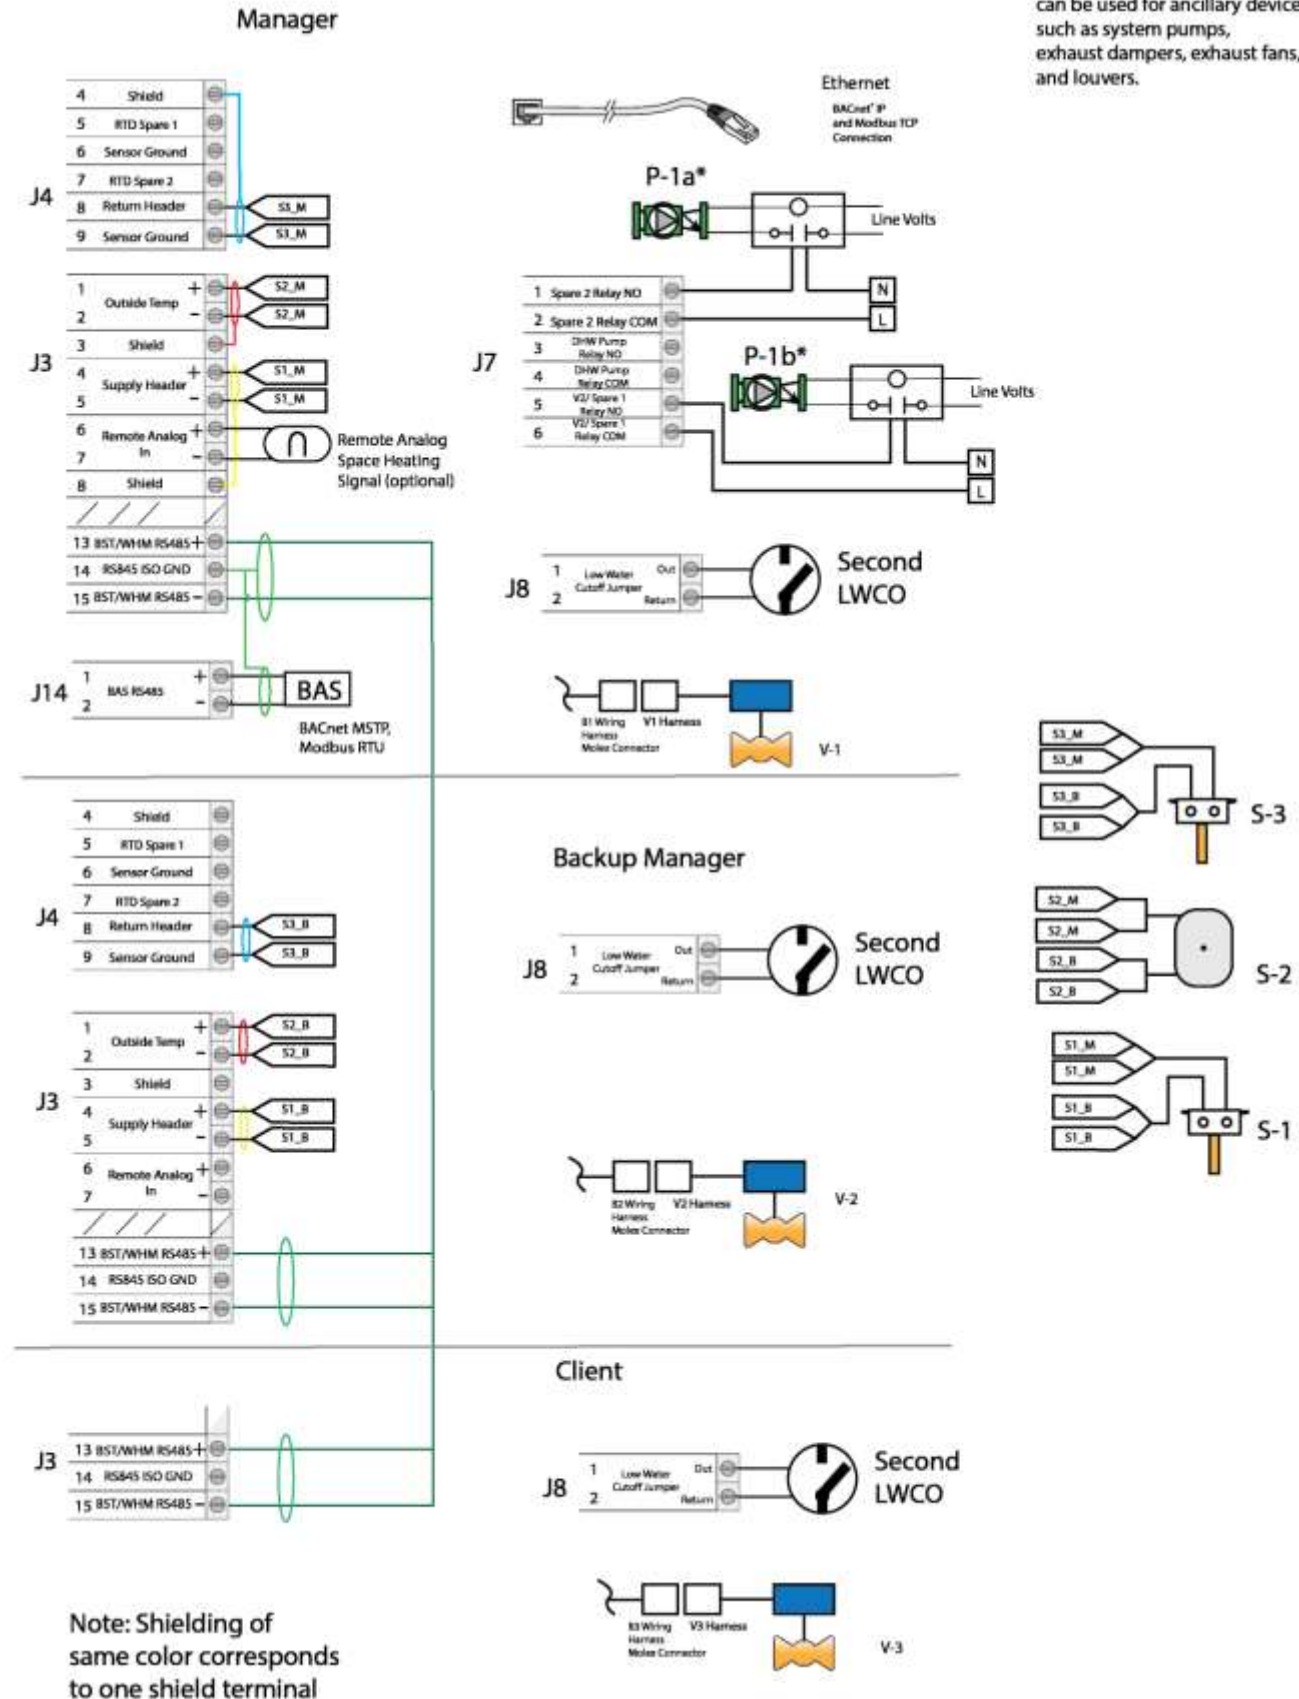 Manager
can be used for ancillary device
such as system pumps,
exhaust dampers, exhaust fans,
and louvers.
J4
4 Shield
5 RTD Spare 1
6 Sensor Ground
7 RTD Spare 2
8 Return Header S3_M
9 Sensor Ground S3_M
J3
1 + S2_M
Outside Temp
2 - S2_M
3 Shield
4 + S1_M
Supply Header
5 - S1_M
6 +
Remote Analog
In
7 -
8 Shield
Remote Analog
Space Heating
Signal (optional)
13 BST/WHM RS485 +
14 RS845 ISO GND
15 BST/WHM RS485 -
J14
1 +
BAS RS485
2 -
BAS
BACnet MSTP,
Modbus RTU
Ethernet
BACnet® IP
and Modbus TCP
Connection
P-1a*
Line Volts
J7
1 Spare 2 Relay NO
2 Spare 2 Relay COM
3 DHW Pump
Relay NO
4 DHW Pump
Relay COM
5 V2/ Spare 1
Relay NO
6 V2/ Spare 1
Relay COM
N
L
P-1b*
Line Volts
N
L
J8
1 Out
Low Water
Cutoff Jumper
2 Return
Second
LWCO
B1 Wiring
Harness
Molex Connector
V1 Harness
V-1
S3_M
S3_M
S3_B
S3_B
S-3
S2_M
S2_M
S2_B
S2_B
S-2
S1_M
S1_M
S1_B
S1_B
S-1
Backup Manager
J4
4 Shield
5 RTD Spare 1
6 Sensor Ground
7 RTD Spare 2
8 Return Header S3_B
9 Sensor Ground S3_B
J3
1 + S2_B
Outside Temp
2 - S2_B
3 Shield
4 + S1_B
Supply Header
5 - S1_B
6 +
Remote Analog
In
7 -
13 BST/WHM RS485 +
14 RS845 ISO GND
15 BST/WHM RS485 -
J8
1 Out
Low Water
Cutoff Jumper
2 Return
Second
LWCO
B2 Wiring
Harness
Molex Connector
V2 Harness
V-2
Client
J3
13 BST/WHM RS485 +
14 RS845 ISO GND
15 BST/WHM RS485 -
J8
1 Out
Low Water
Cutoff Jumper
2 Return
Second
LWCO
B3 Wiring
Harness
Molex Connector
V3 Harness
V-3
Note: Shielding of
same color corresponds
to one shield terminal